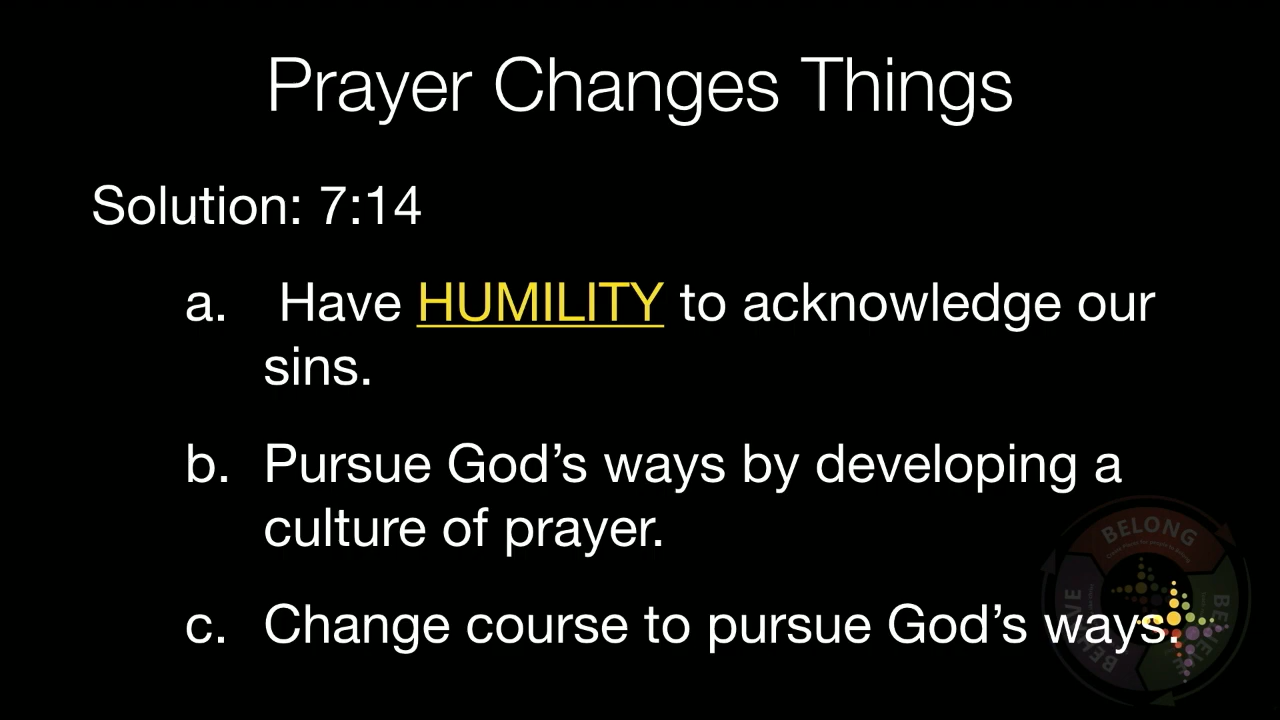 Prayer Changes Things
Solution: 7:14
a. Have HUMILITY to acknowledge our
sins.
b. Pursue God’s ways by developing a
culture of prayer.
c. Change course to pursue God’s ways.
BELONG